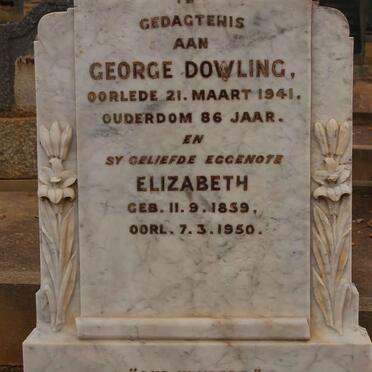 GEDAGTENIS
AAN
GEORGE DOWLING,
OORLEDE 21. MAART 1941.
OUDERDOM 86 JAAR.
EN
SY GELIEFDE EGGENOTE
ELIZABETH
GEB. 11.9.1859,
OORL. 7.3.1950.